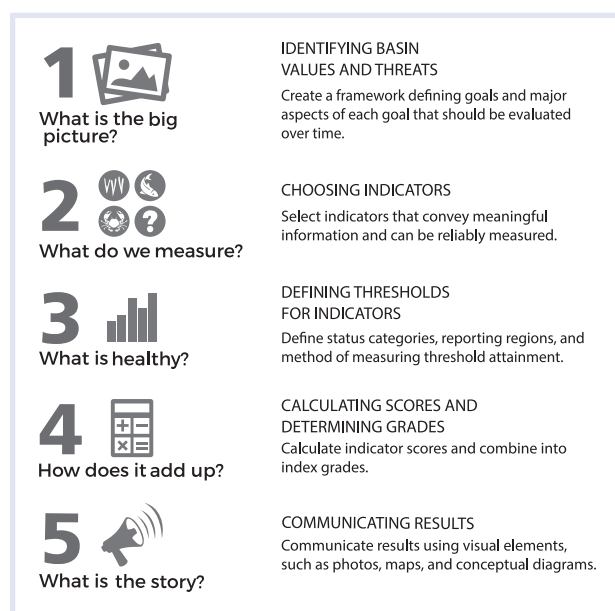 1
What is the big
picture?
IDENTIFYING BASIN
VALUES AND THREATS
Create a framework defining goals and major
aspects of each goal that should be evaluated
over time.
2
?
What do we measure?
CHOOSING INDICATORS
Select indicators that convey meaningful
information and can be reliably measured.
3
What is healthy?
DEFINING THRESHOLDS
FOR INDICATORS
Define status categories, reporting regions, and
method of measuring threshold attainment.
4
+ −
× =
How does it add up?
CALCULATING SCORES AND
DETERMINING GRADES
Calculate indicator scores and combine into
index grades.
5
What is the story?
COMMUNICATING RESULTS
Communicate results using visual elements,
such as photos, maps, and conceptual diagrams.